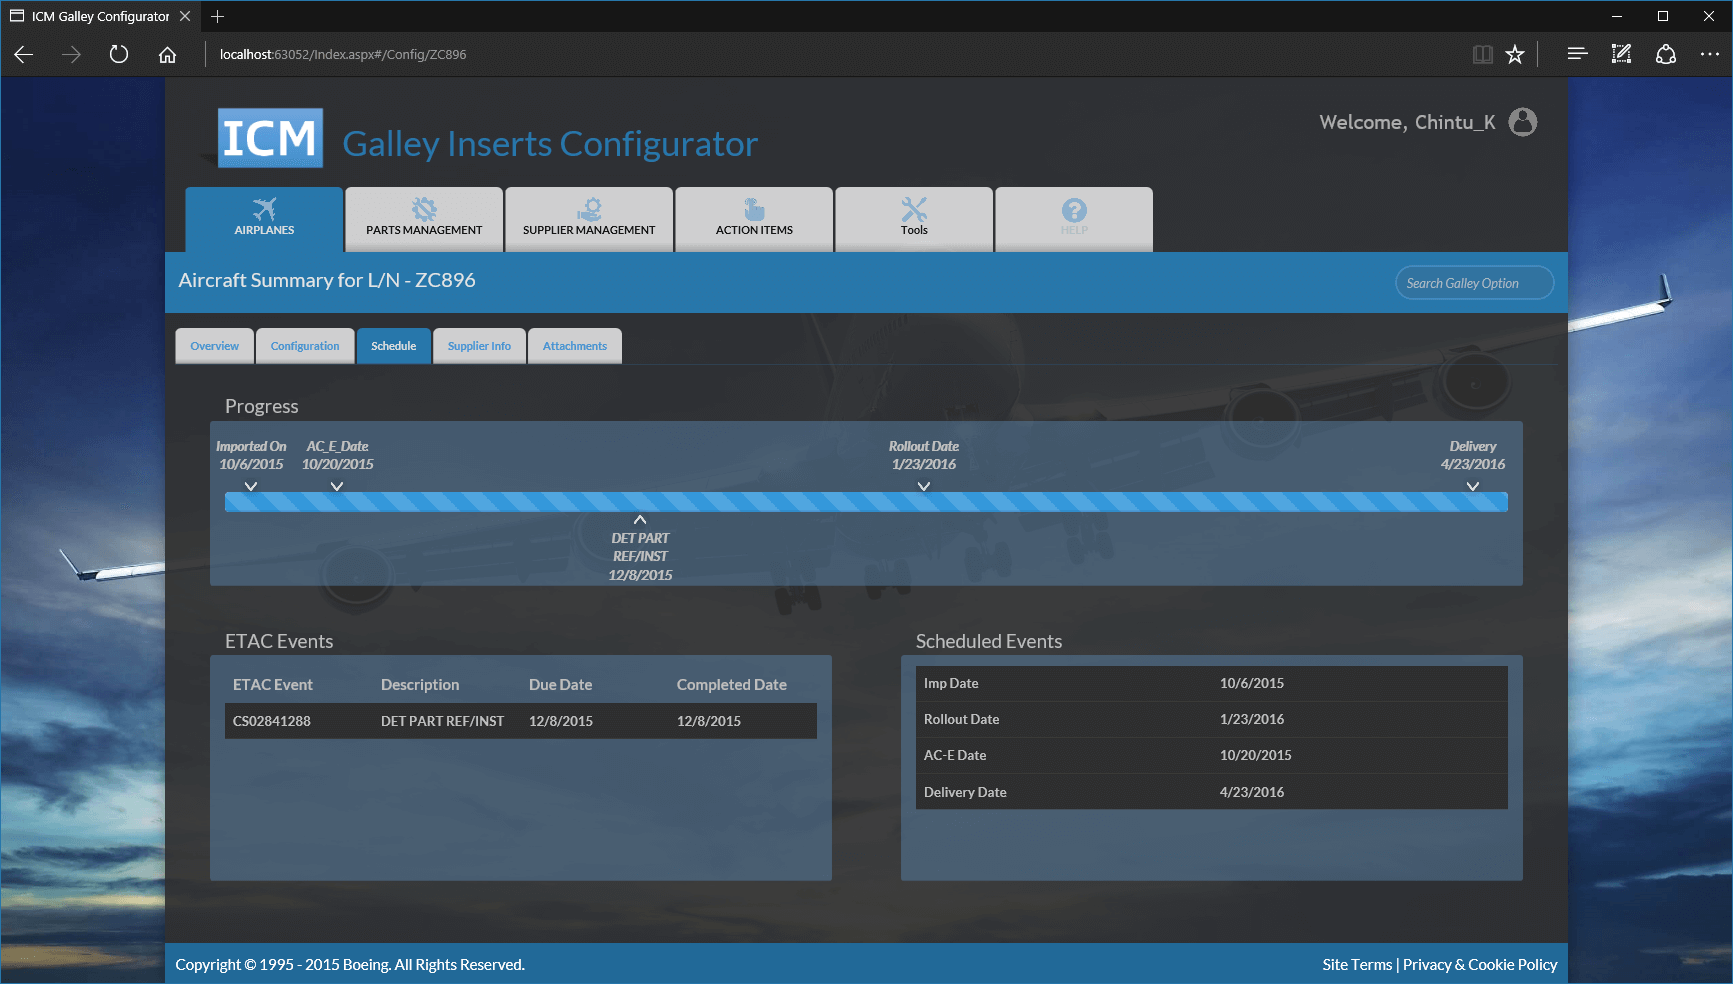 ICM Galley Configurator
localhost:63052/Index.aspx#/Config/ZC896
ICM Galley Inserts Configurator
Welcome, Chintu_K
AIRPLANES
PARTS MANAGEMENT
SUPPLIER MANAGEMENT
ACTION ITEMS
Tools
HELP
Aircraft Summary for L/N - ZC896
Search Galley Option
Overview
Configuration
Schedule
Supplier Info
Attachments
Progress
Imported On
10/6/2015
AC_E_Date
10/20/2015
Rollout Date
1/23/2016
Delivery
4/23/2016
DET PART
REF/INST
12/8/2015
ETAC Events
ETAC Event Description Due Date Completed Date
CS02841288 DET PART REF/INST 12/8/2015 12/8/2015
Scheduled Events
Imp Date 10/6/2015
Rollout Date 1/23/2016
AC-E Date 10/20/2015
Delivery Date 4/23/2016
Copyright © 1995 - 2015 Boeing. All Rights Reserved.
Site Terms | Privacy & Cookie Policy